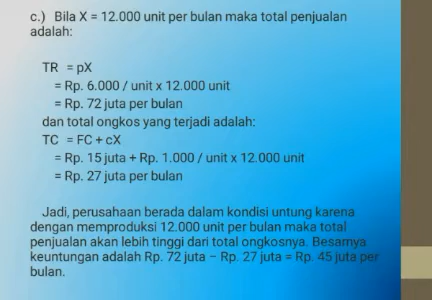 c.) Bila X = 12.000 unit per bulan maka total penjualan
adalah:
TR = pX
= Rp. 6.000 / unit x 12.000 unit
= Rp. 72 juta per bulan
dan total ongkos yang terjadi adalah:
TC = FC + cX
= Rp. 15 juta + Rp. 1.000 / unit x 12.000 unit
= Rp. 27 juta per bulan
Jadi, perusahaan berada dalam kondisi untung karena
dengan memproduksi 12.000 unit per bulan maka total
penjualan akan lebih tinggi dari total ongkosnya. Besarnya
keuntungan adalah Rp. 72 juta – Rp. 27 juta = Rp. 45 juta per
bulan.